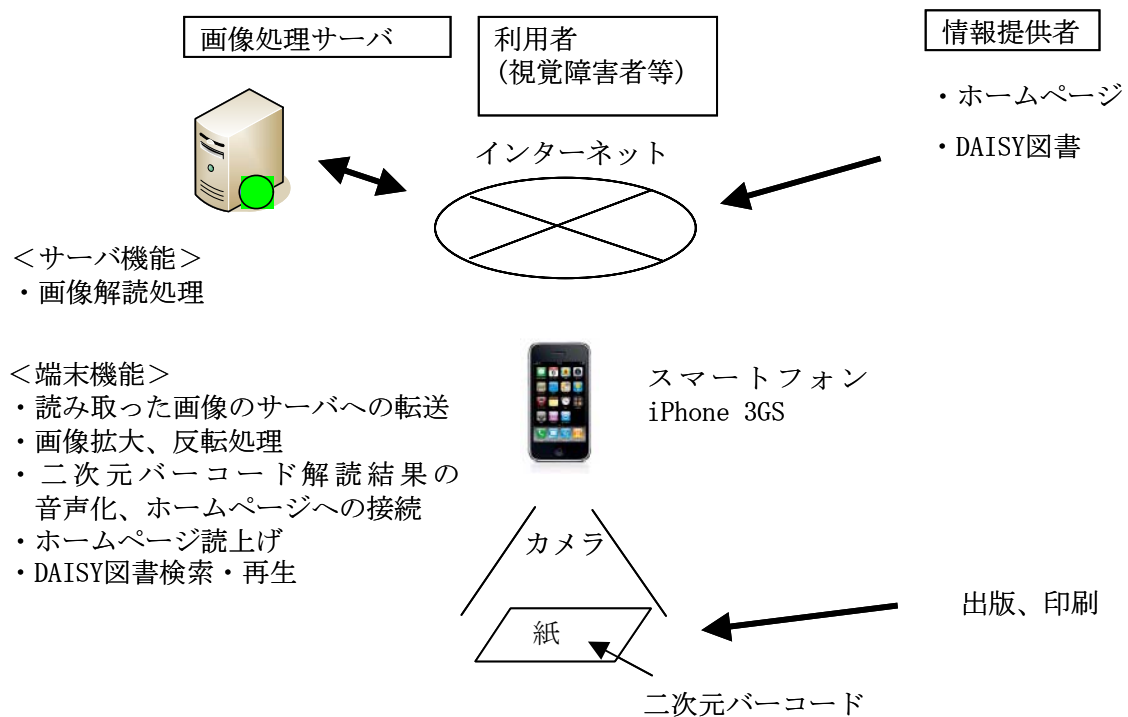 画像処理サーバ
利用者
(視覚障害者等)
情報提供者
・ホームページ
・DAISY図書
インターネット
＜サーバ機能＞
・画像解読処理
＜端末機能＞
・読み取った画像のサーバへの転送
・画像拡大、反転処理
・二次元バーコード解読結果の
音声化、ホームページへの接続
・ホームページ読上げ
・DAISY図書検索・再生
スマートフォン
iPhone 3GS
カメラ
紙
出版、印刷
二次元バーコード